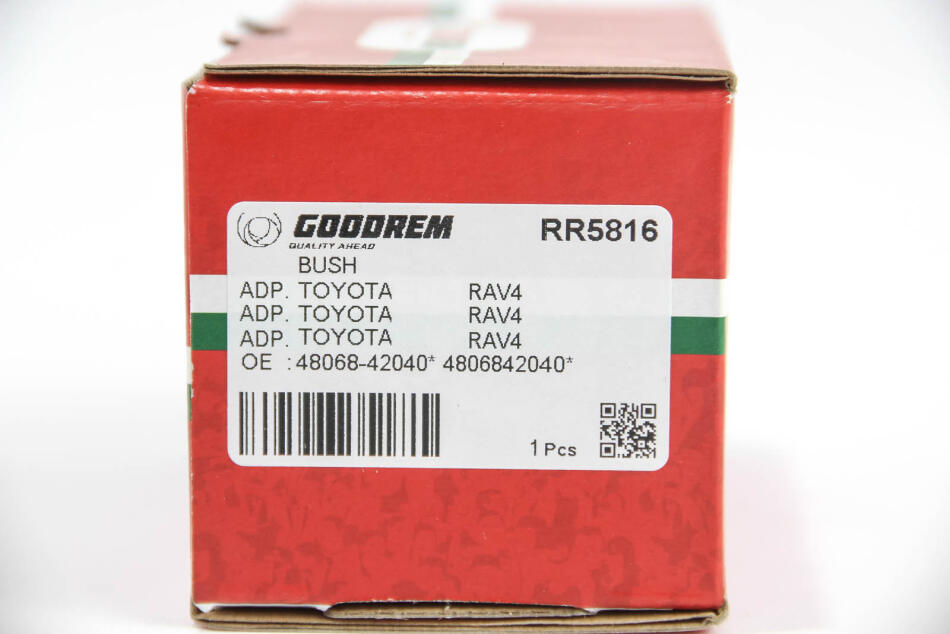 GOODREM RR5816
QUALITY AHEAD
BUSH
ADP. TOYOTA RAV4
ADP. TOYOTA RAV4
ADP. TOYOTA RAV4
OE : 48068-42040* 4806842040*
1 Pcs